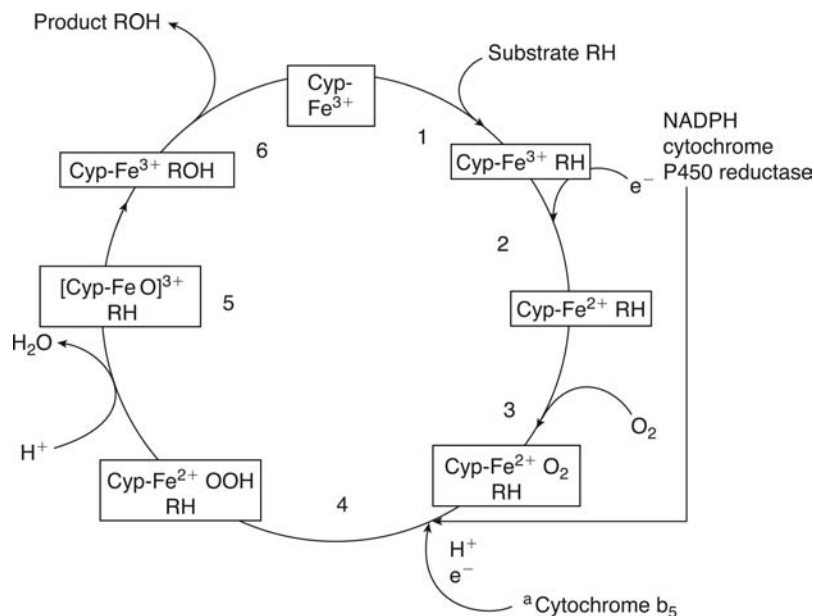 Product ROH
Cyp-
Fe³⁺
Substrate RH
1
6
NADPH
cytochrome
P450 reductase
Cyp-Fe³⁺ ROH
Cyp-Fe³⁺ RH
e⁻
2
[Cyp-Fe O]³⁺
RH
5
Cyp-Fe²⁺ RH
H₂O
3
O₂
H⁺
Cyp-Fe²⁺ OOH
RH
Cyp-Fe²⁺ O₂
RH
4
H⁺
e⁻
ᵃ Cytochrome b₅